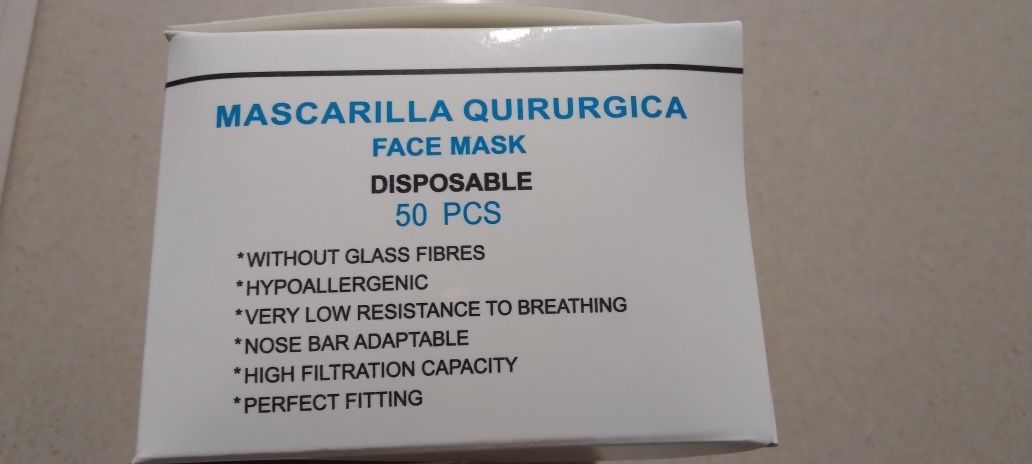 MASCARILLA QUIRURGICA
FACE MASK
DISPOSABLE
50 PCS
*WITHOUT GLASS FIBRES
*HYPOALLERGENIC
*VERY LOW RESISTANCE TO BREATHING
*NOSE BAR ADAPTABLE
*HIGH FILTRATION CAPACITY
*PERFECT FITTING